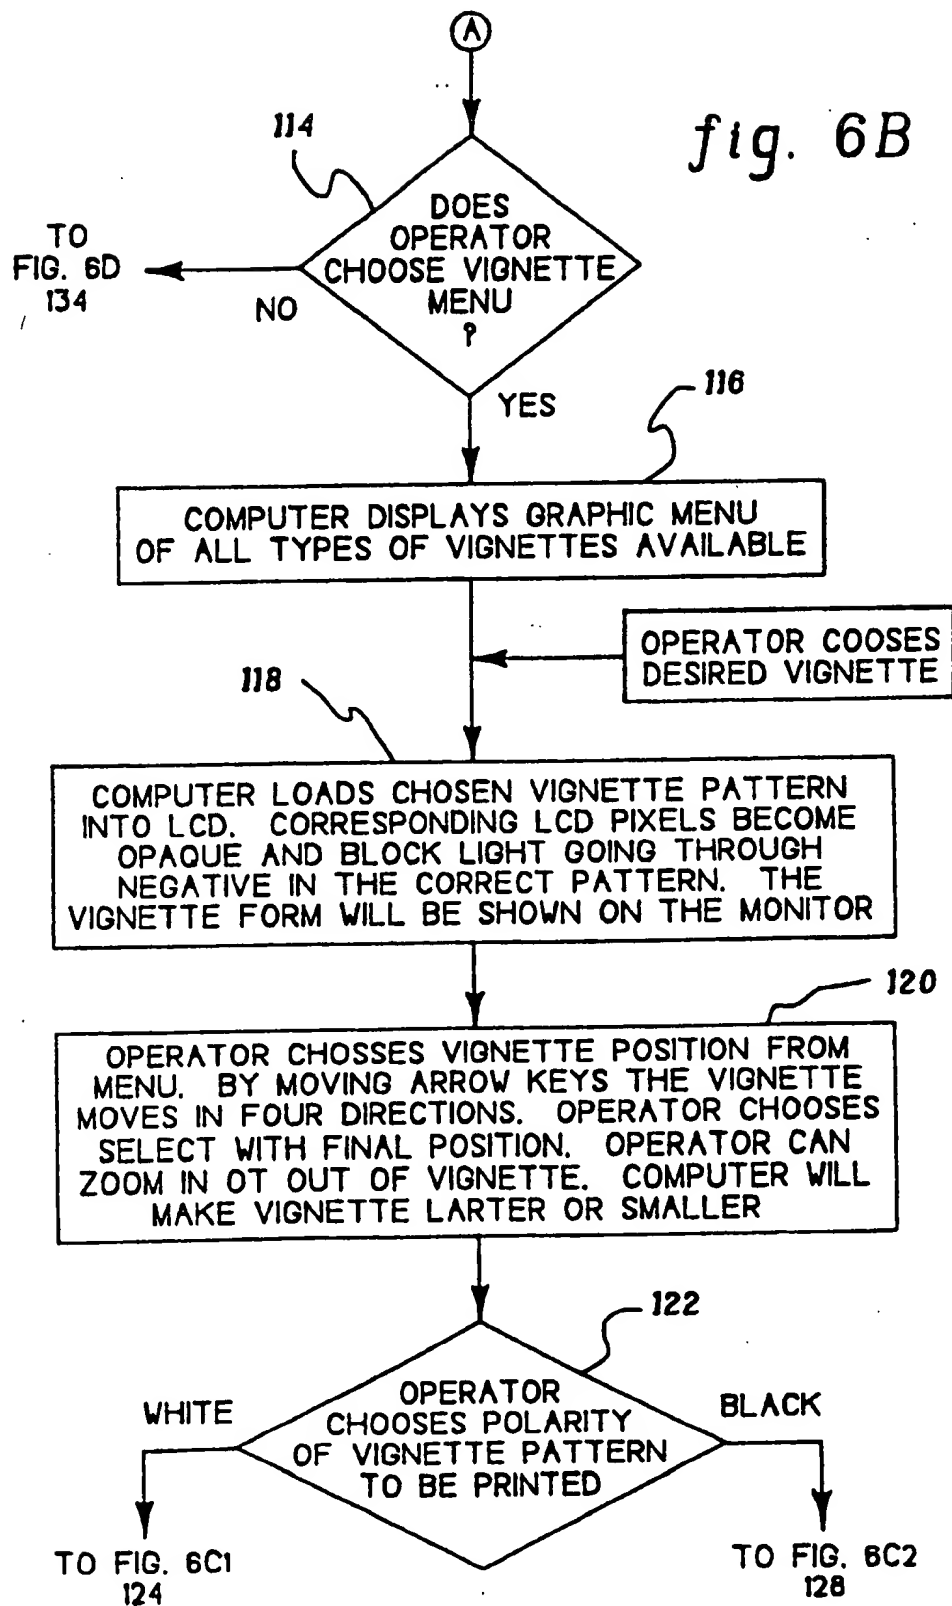 A
fig. 6B
114
DOES
OPERATOR
CHOOSE VIGNETTE
MENU
?
TO
FIG. 6D
134
NO
YES
116
COMPUTER DISPLAYS GRAPHIC MENU
OF ALL TYPES OF VIGNETTES AVAILABLE
OPERATOR COOSES
DESIRED VIGNETTE
118
COMPUTER LOADS CHOSEN VIGNETTE PATTERN
INTO LCD. CORRESPONDING LCD PIXELS BECOME
OPAQUE AND BLOCK LIGHT GOING THROUGH
NEGATIVE IN THE CORRECT PATTERN. THE
VIGNETTE FORM WILL BE SHOWN ON THE MONITOR
120
OPERATOR CHOSSES VIGNETTE POSITION FROM
MENU. BY MOVING ARROW KEYS THE VIGNETTE
MOVES IN FOUR DIRECTIONS. OPERATOR CHOOSES
SELECT WITH FINAL POSITION. OPERATOR CAN
ZOOM IN OT OUT OF VIGNETTE. COMPUTER WILL
MAKE VIGNETTE LARTER OR SMALLER
122
OPERATOR
CHOOSES POLARITY
OF VIGNETTE PATTERN
TO BE PRINTED
WHITE
BLACK
TO FIG. 6C1
124
TO FIG. 6C2
128